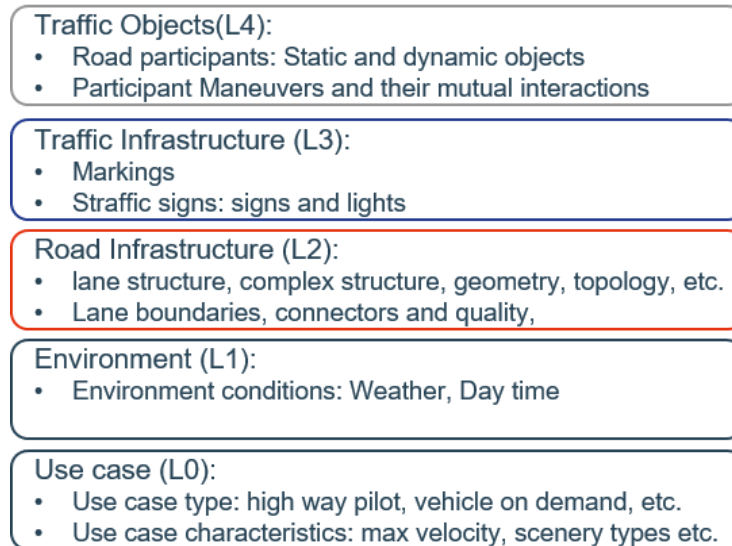 Traffic Objects(L4):
• Road participants: Static and dynamic objects
• Participant Maneuvers and their mutual interactions
Traffic Infrastructure (L3):
• Markings
• Straffic signs: signs and lights
Road Infrastructure (L2):
• lane structure, complex structure, geometry, topology, etc.
• Lane boundaries, connectors and quality,
Environment (L1):
• Environment conditions: Weather, Day time
Use case (L0):
• Use case type: high way pilot, vehicle on demand, etc.
• Use case characteristics: max velocity, scenery types etc.